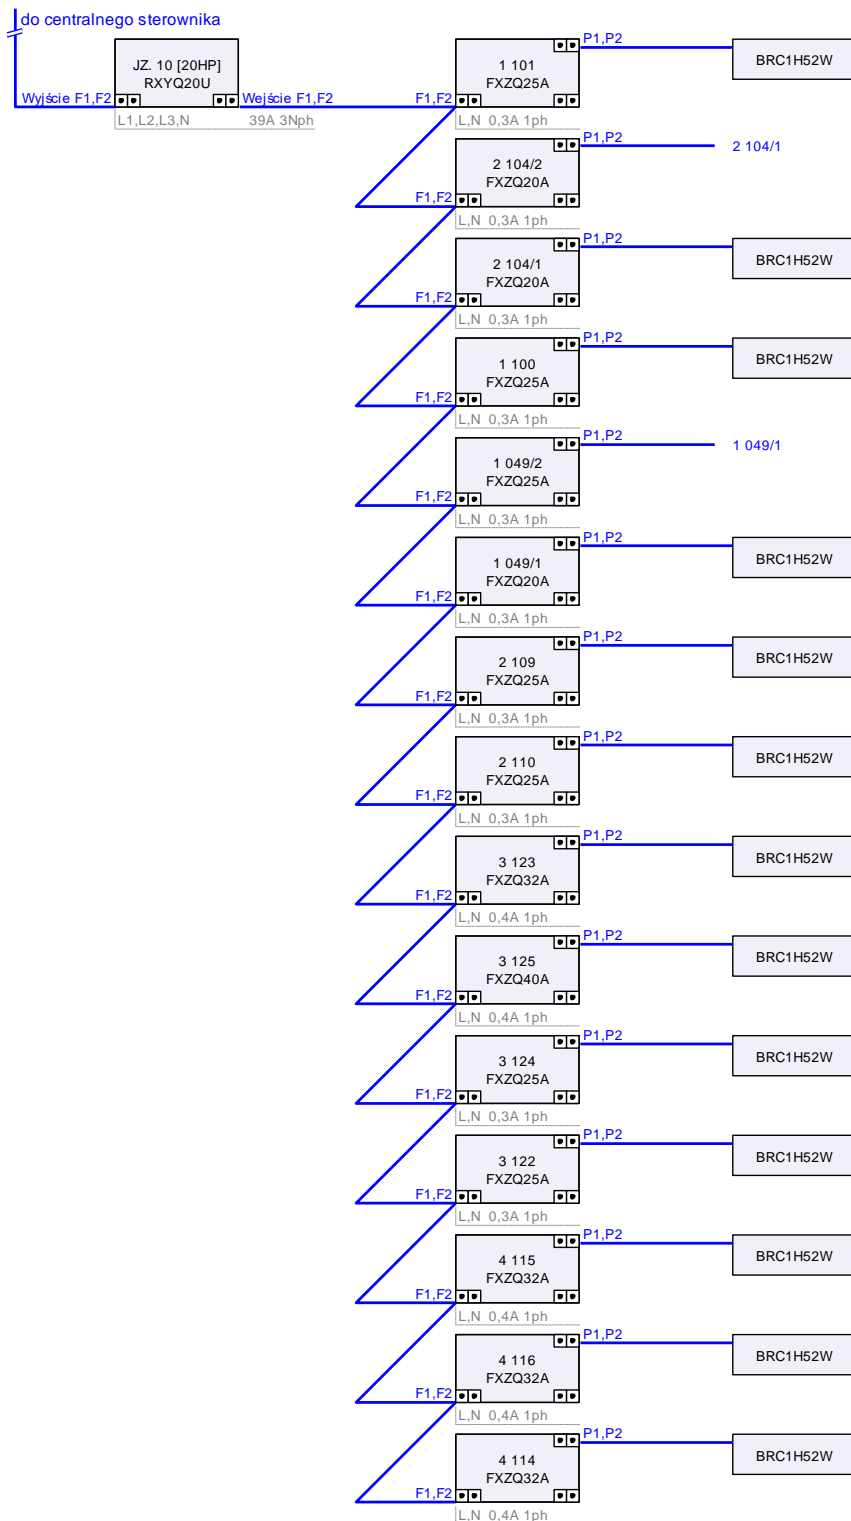 do centralnego sterownika
JZ. 10 [20HP]
RXYQ20U
Wyjście F1,F2
Wejście F1,F2
L1,L2,L3,N 39A 3Nph
F1,F2
1 101
FXZQ25A
P1,P2
BRC1H52W
L,N 0,3A 1ph
F1,F2
2 104/2
FXZQ20A
P1,P2
2 104/1
L,N 0,3A 1ph
F1,F2
2 104/1
FXZQ20A
P1,P2
BRC1H52W
L,N 0,3A 1ph
F1,F2
1 100
FXZQ25A
P1,P2
BRC1H52W
L,N 0,3A 1ph
F1,F2
1 049/2
FXZQ25A
P1,P2
1 049/1
L,N 0,3A 1ph
F1,F2
1 049/1
FXZQ20A
P1,P2
BRC1H52W
L,N 0,3A 1ph
F1,F2
2 109
FXZQ25A
P1,P2
BRC1H52W
L,N 0,3A 1ph
F1,F2
2 110
FXZQ25A
P1,P2
BRC1H52W
L,N 0,3A 1ph
F1,F2
3 123
FXZQ32A
P1,P2
BRC1H52W
L,N 0,4A 1ph
F1,F2
3 125
FXZQ40A
P1,P2
BRC1H52W
L,N 0,4A 1ph
F1,F2
3 124
FXZQ25A
P1,P2
BRC1H52W
L,N 0,3A 1ph
F1,F2
3 122
FXZQ25A
P1,P2
BRC1H52W
L,N 0,3A 1ph
F1,F2
4 115
FXZQ32A
P1,P2
BRC1H52W
L,N 0,4A 1ph
F1,F2
4 116
FXZQ32A
P1,P2
BRC1H52W
L,N 0,4A 1ph
F1,F2
4 114
FXZQ32A
P1,P2
BRC1H52W
L,N 0,4A 1ph